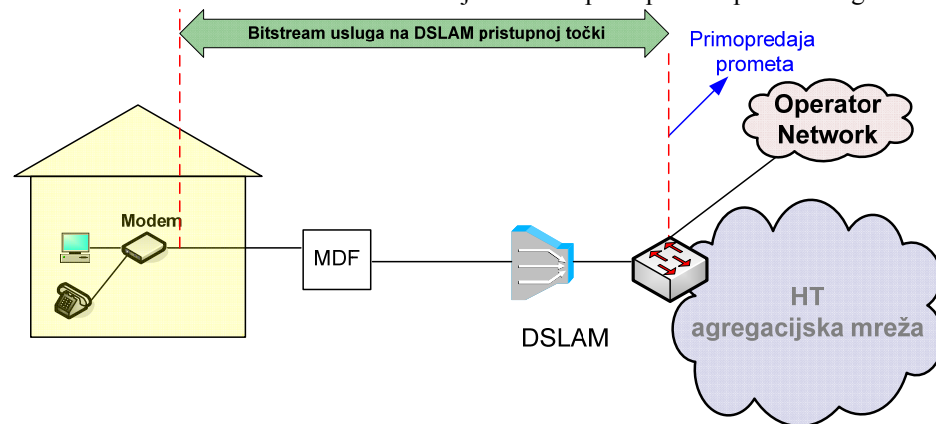 Bitstream usluga na DSLAM pristupnoj točki
Primopredaja
prometa
Operator
Network
Modem
MDF
DSLAM
HT
agregacijska mreža